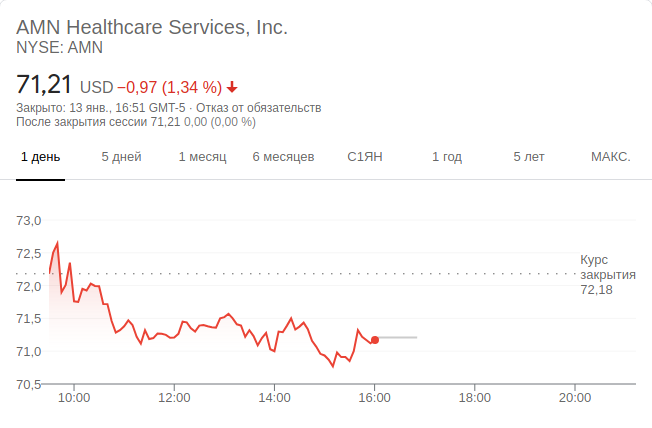 AMN Healthcare Services, Inc.
NYSE: AMN
71,21 USD −0,97 (1,34 %)
Закрыто: 13 янв., 16:51 GMT-5 · Отказ от обязательств
После закрытия сессии 71,21 0,00 (0,00 %)
1 день 5 дней 1 месяц 6 месяцев С1ЯН 1 год 5 лет МАКС.
73,0
72,5
Курс
закрытия
72,18
72,0
71,5
71,0
70,5
10:00 12:00 14:00 16:00 18:00 20:00